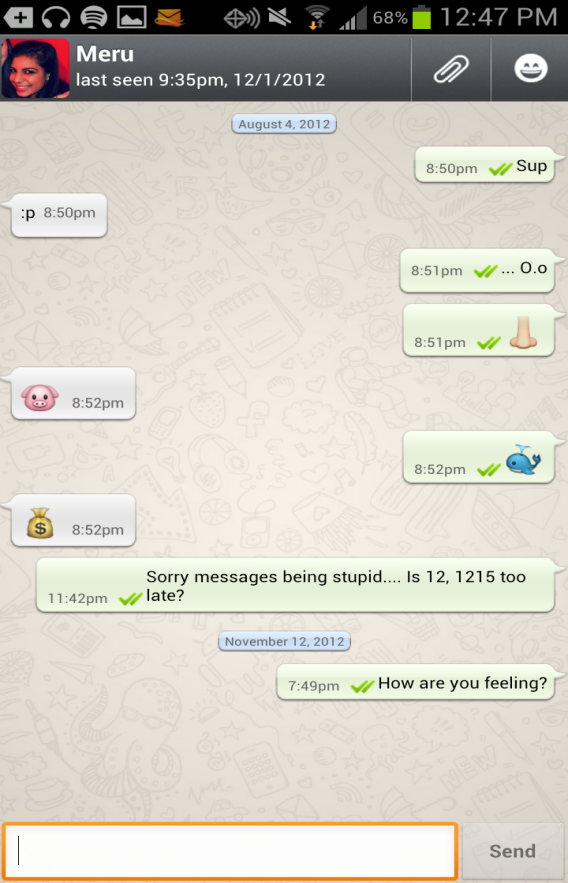 68% 12:47 PM
Meru
last seen 9:35pm, 12/1/2012
August 4, 2012
8:50pm Sup
:p 8:50pm
8:51pm ... O.o
8:51pm
8:52pm
8:52pm
$ 8:52pm
Sorry messages being stupid.... Is 12, 1215 too
11:42pm late?
November 12, 2012
7:49pm How are you feeling?
Send